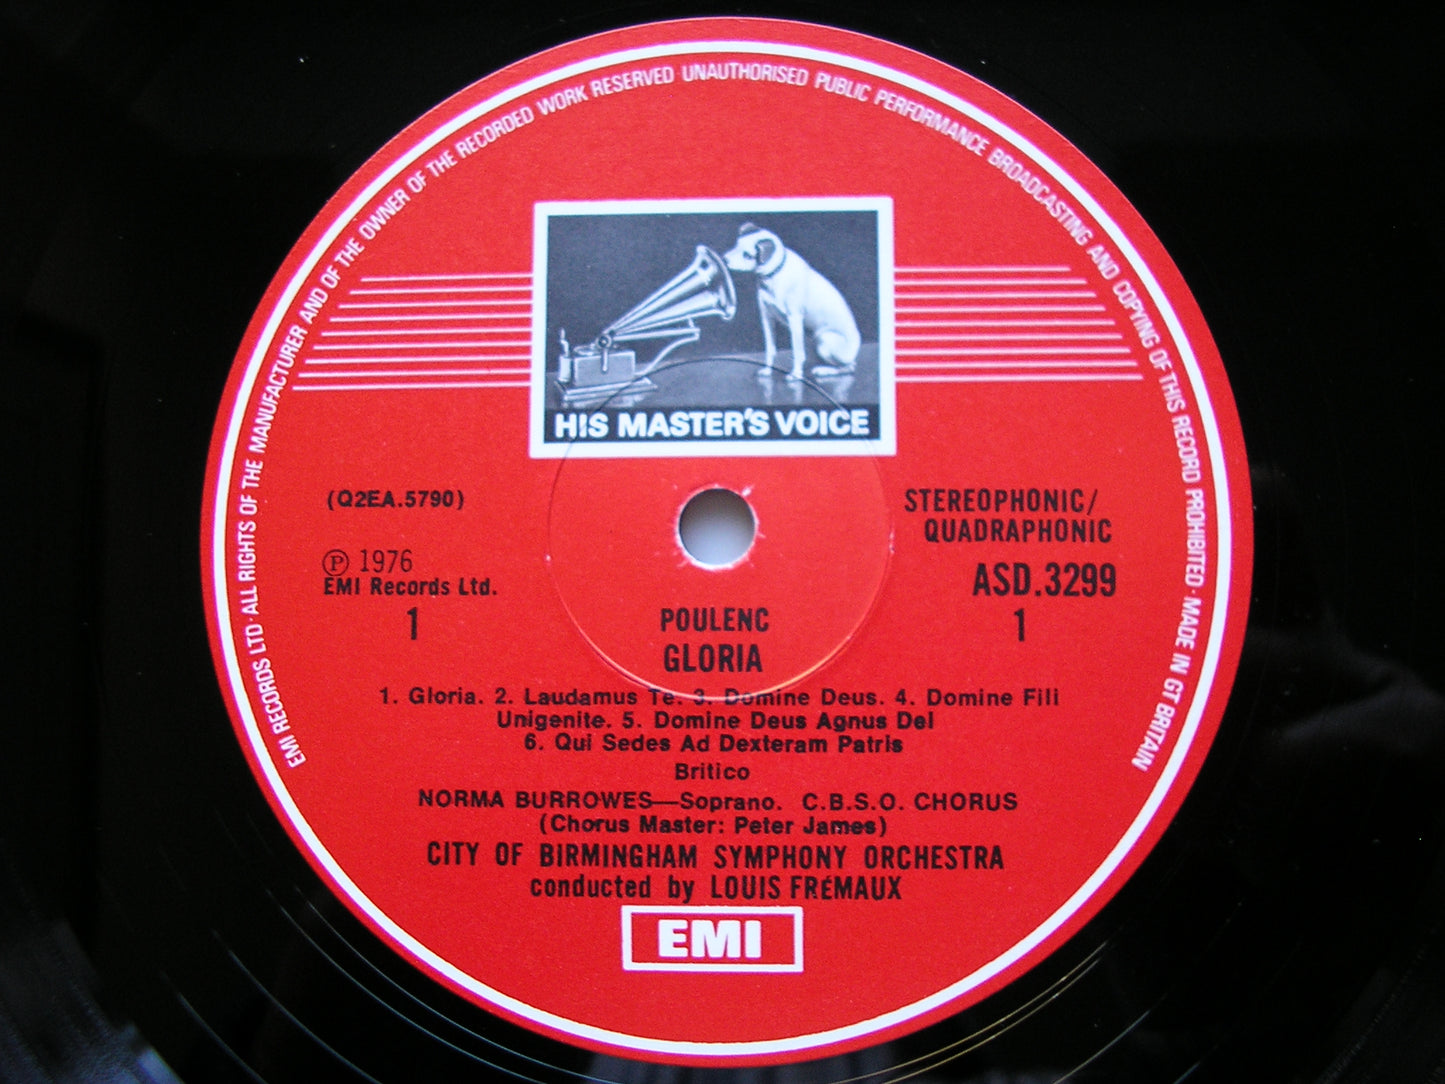 EMI RECORDS LTD · ALL RIGHTS OF THE MANUFACTURER AND OF THE OWNER OF THE RECORDED WORK RESERVED UNAUTHORISED PUBLIC PERFORMANCE BROADCASTING AND COPYING OF THIS RECORD PROHIBITED · MADE IN GT BRITAIN
HIS MASTER'S VOICE
(Q2EA.5790)
STEREOPHONIC/
QUADRAPHONIC
Ⓟ 1976
EMI Records Ltd.
ASD.3299
1
1
POULENC
GLORIA
1. Gloria. 2. Laudamus Te. 3. Domine Deus. 4. Domine Fili
Unigenite. 5. Domine Deus Agnus Dei
6. Qui Sedes Ad Dexteram Patris
Britico
NORMA BURROWES—Soprano. C.B.S.O. CHORUS
(Chorus Master: Peter James)
CITY OF BIRMINGHAM SYMPHONY ORCHESTRA
conducted by LOUIS FRÉMAUX
EMI